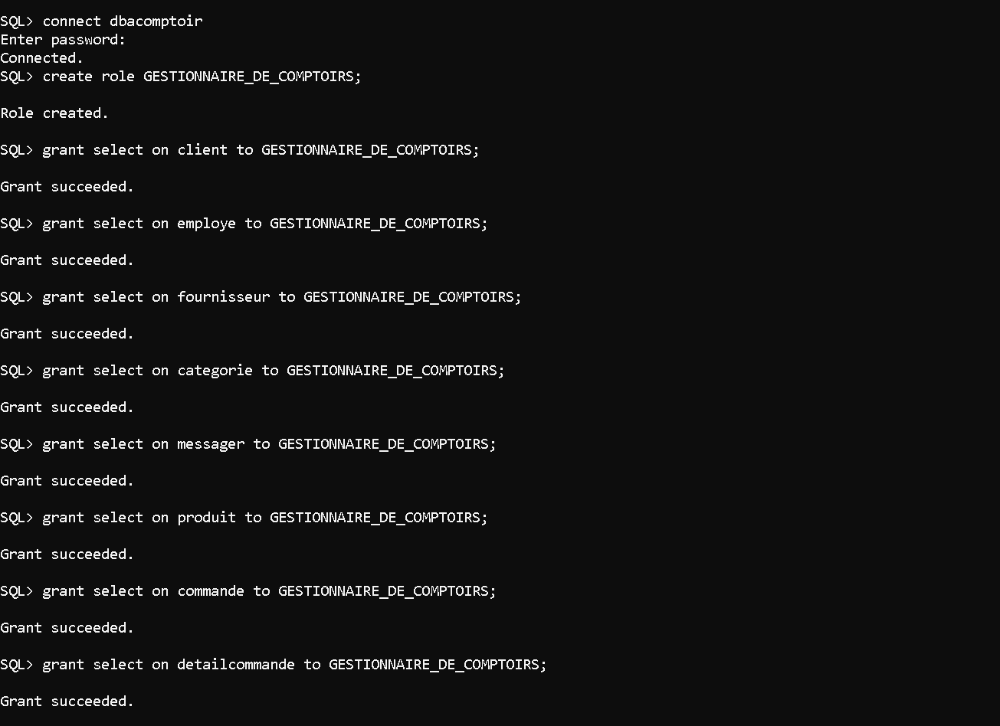 SQL> connect dbacomptoir
Enter password:
Connected.
SQL> create role GESTIONNAIRE_DE_COMPTOIRS;
Role created.
SQL> grant select on client to GESTIONNAIRE_DE_COMPTOIRS;
Grant succeeded.
SQL> grant select on employe to GESTIONNAIRE_DE_COMPTOIRS;
Grant succeeded.
SQL> grant select on fournisseur to GESTIONNAIRE_DE_COMPTOIRS;
Grant succeeded.
SQL> grant select on categorie to GESTIONNAIRE_DE_COMPTOIRS;
Grant succeeded.
SQL> grant select on messager to GESTIONNAIRE_DE_COMPTOIRS;
Grant succeeded.
SQL> grant select on produit to GESTIONNAIRE_DE_COMPTOIRS;
Grant succeeded.
SQL> grant select on commande to GESTIONNAIRE_DE_COMPTOIRS;
Grant succeeded.
SQL> grant select on detailcommande to GESTIONNAIRE_DE_COMPTOIRS;
Grant succeeded.